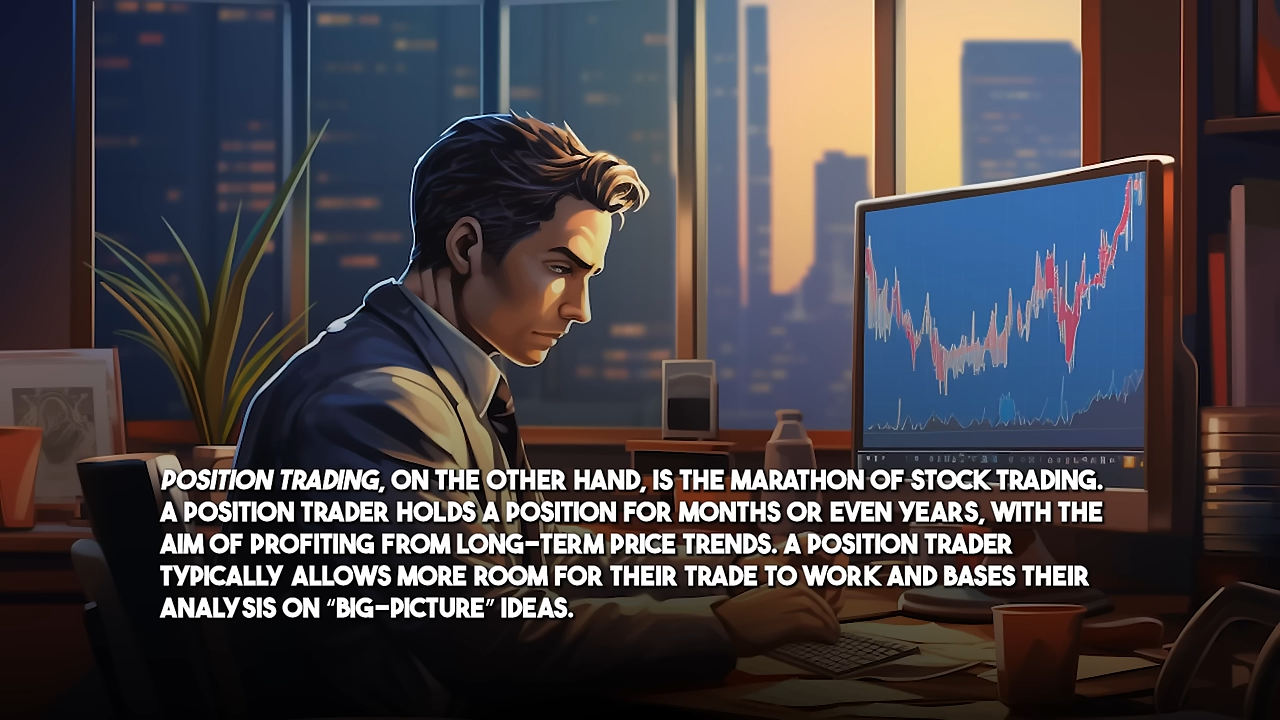 POSITION TRADING, ON THE OTHER HAND, IS THE MARATHON OF STOCK TRADING.
A POSITION TRADER HOLDS A POSITION FOR MONTHS OR EVEN YEARS, WITH THE
AIM OF PROFITING FROM LONG-TERM PRICE TRENDS. A POSITION TRADER
TYPICALLY ALLOWS MORE ROOM FOR THEIR TRADE TO WORK AND BASES THEIR
ANALYSIS ON “BIG-PICTURE” IDEAS.